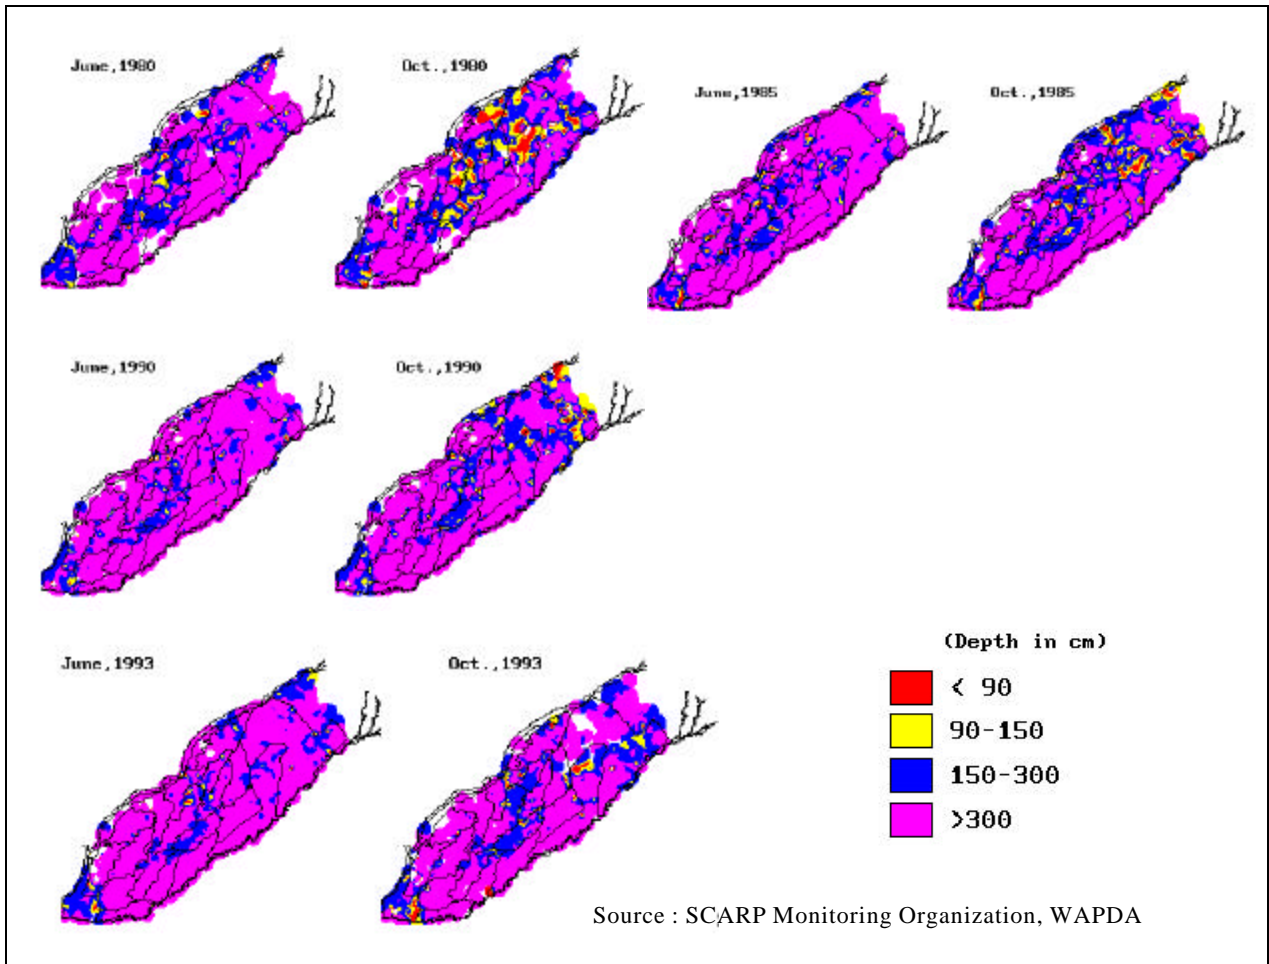 June,1980
Oct.,1980
June,1985
Oct.,1985
June,1990
Oct.,1990
June,1993
Oct.,1993
(Depth in cm)
< 90
90-150
150-300
>300
Source : SCARP Monitoring Organization, WAPDA